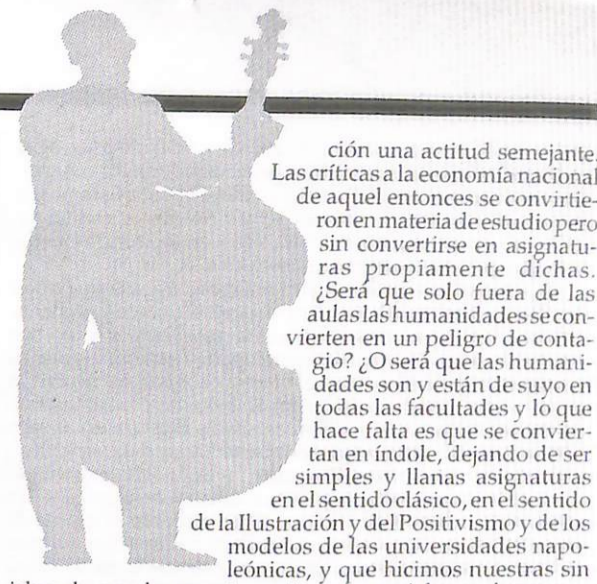 ción una actitud semejante.
Las críticas a la economía nacional
de aquel entonces se convirtie-
ron en materia de estudio pero
sin convertirse en asignatu-
ras propiamente dichas.
¿Será que solo fuera de las
aulas las humanidades se con-
vierten en un peligro de conta-
gio? ¿O será que las humani-
dades son y están de suyo en
todas las facultades y lo que
hace falta es que se convier-
tan en índole, dejando de ser
simples y llanas asignaturas
en el sentido clásico, en el sentido
de la Ilustración y del Positivismo y de los
modelos de las universidades napo-
leónicas, y que hicimos nuestras sin